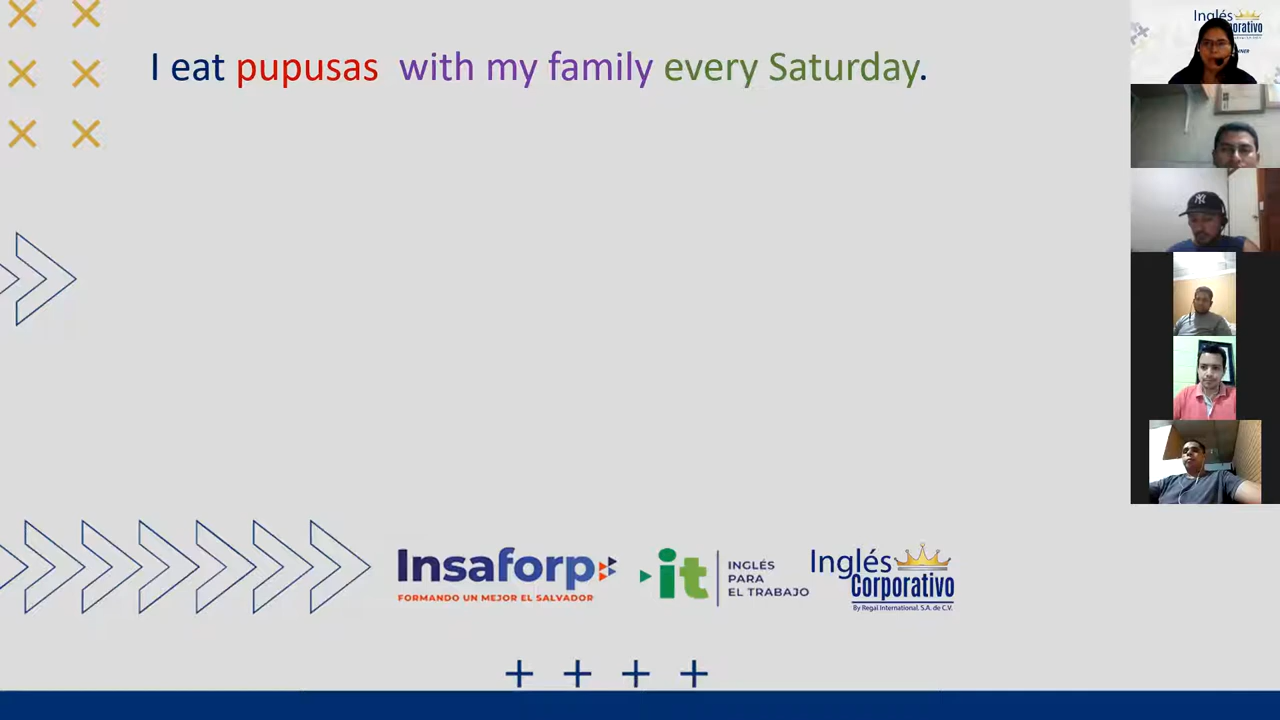 I eat pupusas with my family every Saturday.
Inglés
Insaforp
FORMANDO UN MEJOR EL SALVADOR
it
INGLÉS
PARA
EL TRABAJO
Inglés
Corporativo
By Regal International, S.A. de C.V.